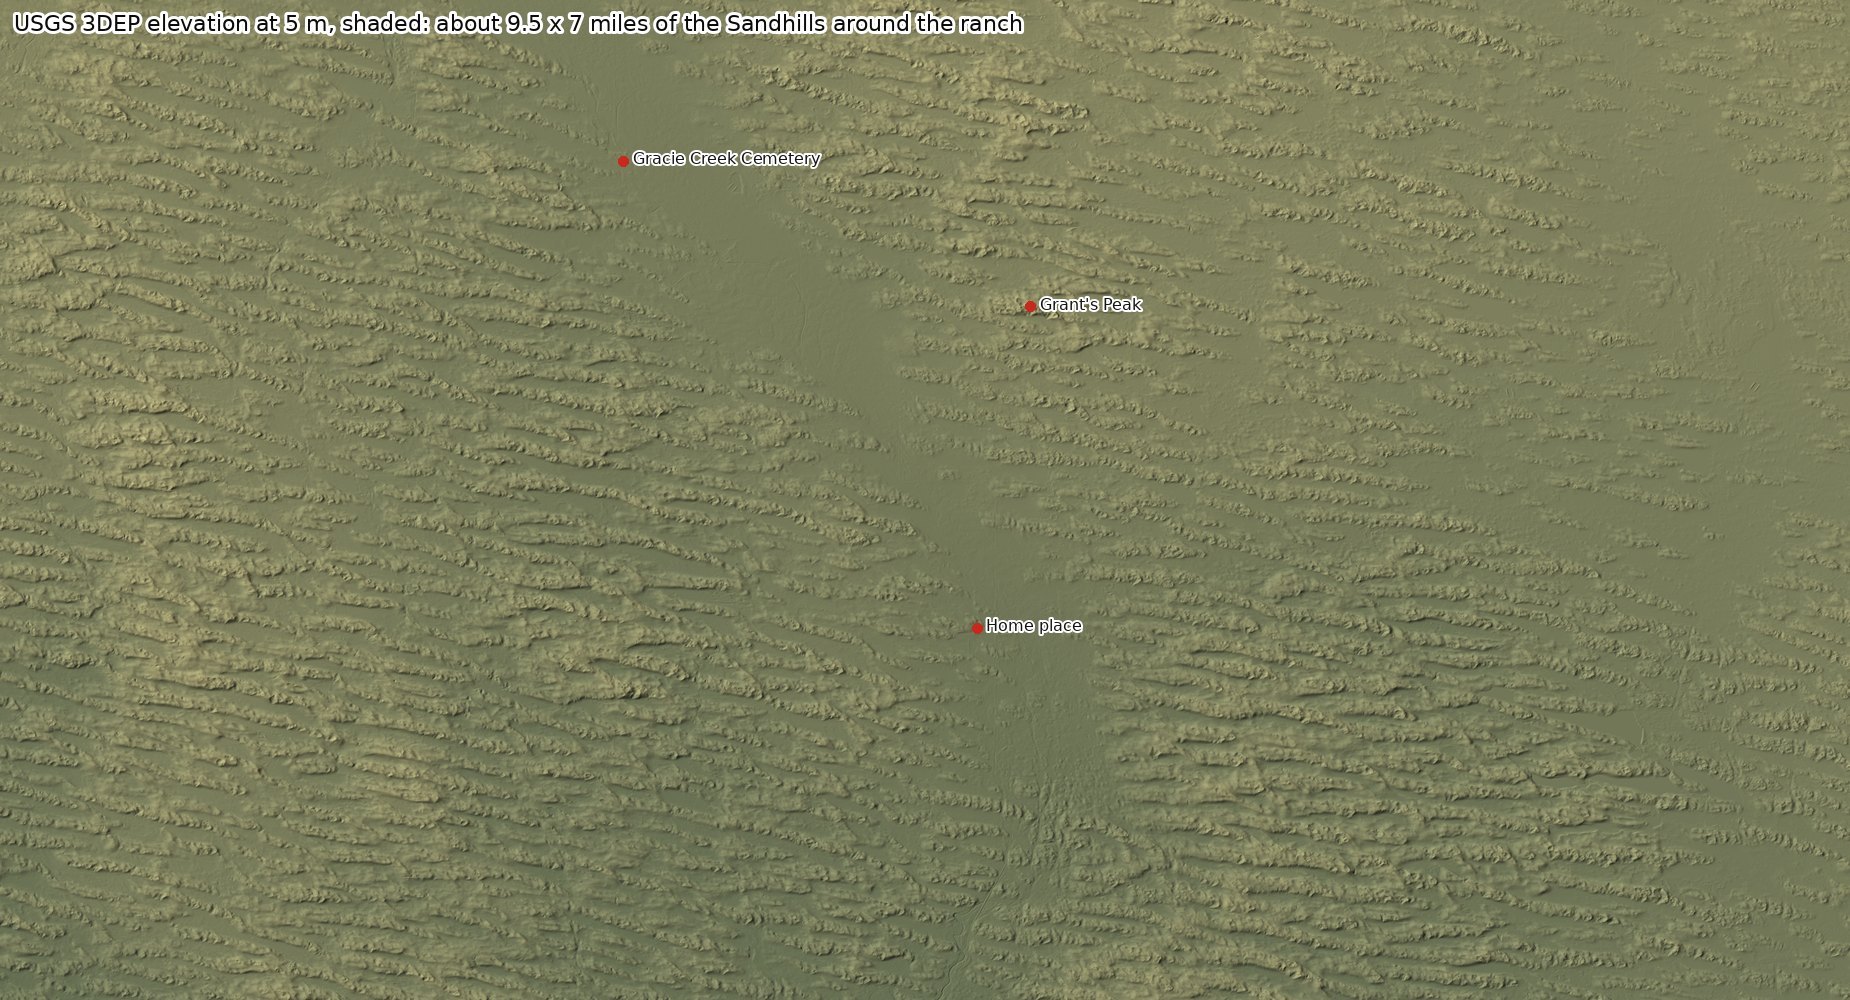 USGS 3DEP elevation at 5 m, shaded: about 9.5 x 7 miles of the Sandhills around the ranch
Gracie Creek Cemetery
Grant's Peak
Home place